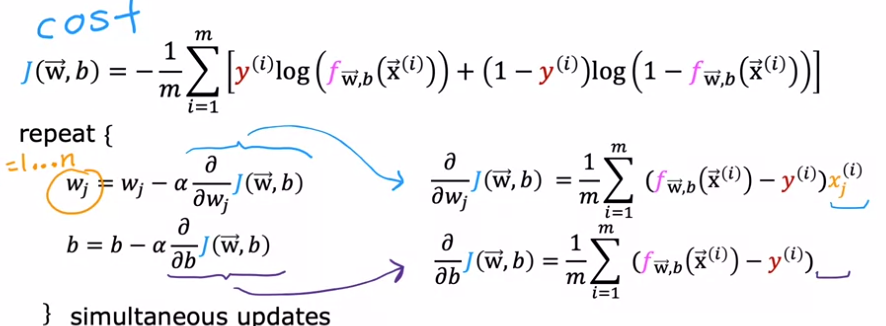 cost
J(w⃗, b) = −1/m ∑_{i=1}^{m} [y⁽ⁱ⁾log(f_{w⃗,b}(x⃗⁽ⁱ⁾)) + (1 − y⁽ⁱ⁾)log(1 − f_{w⃗,b}(x⃗⁽ⁱ⁾))]
repeat {
=1...n
w_j = w_j − α ∂/∂w_j J(w⃗, b)
∂/∂w_j J(w⃗, b) = 1/m ∑_{i=1}^{m} (f_{w⃗,b}(x⃗⁽ⁱ⁾) − y⁽ⁱ⁾)x_j⁽ⁱ⁾
b = b − α ∂/∂b J(w⃗, b)
∂/∂b J(w⃗, b) = 1/m ∑_{i=1}^{m} (f_{w⃗,b}(x⃗⁽ⁱ⁾) − y⁽ⁱ⁾)
} simultaneous updates